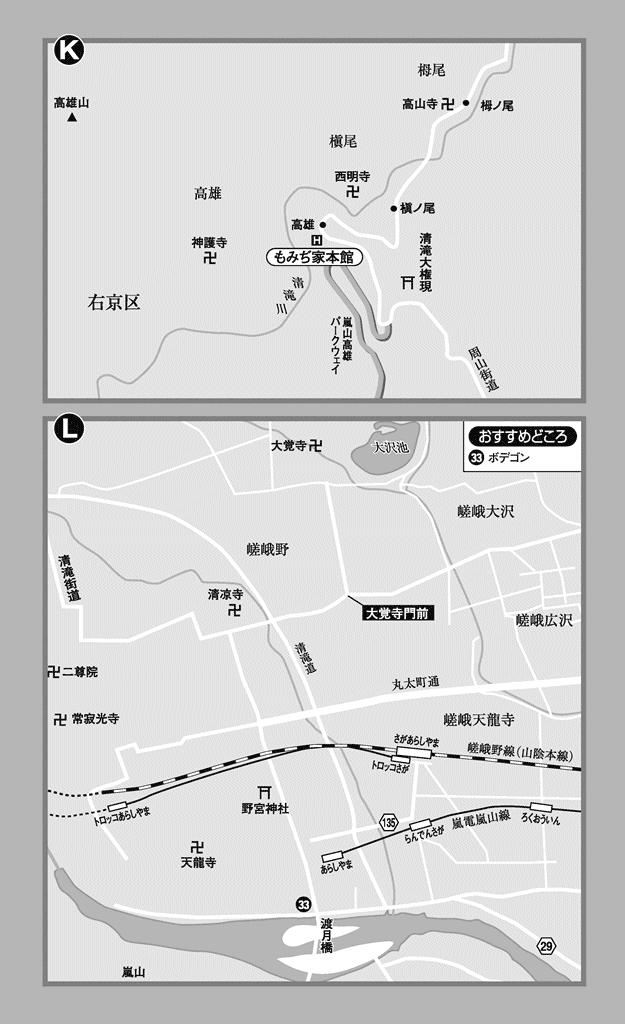 K
栂尾
高雄山
高山寺
栂ノ尾
槇尾
西明寺
高雄
槇ノ尾
高雄
神護寺
H
もみぢ家本館
清滝大権現
清滝川
右京区
嵐山高雄
パークウェイ
周山街道
L
おすすめどころ
33 ボデゴン
大覚寺
大沢池
嵯峨大沢
嵯峨野
清滝街道
清凉寺
大覚寺門前
嵯峨広沢
清滝道
二尊院
丸太町通
常寂光寺
嵯峨天龍寺
さがあらしやま
嵯峨野線(山陰本線)
トロッコさが
野宮神社
トロッコあらしやま
135
嵐電嵐山線
ろくおういん
らんでんさが
天龍寺
あらしやま
33
渡月橋
29
嵐山